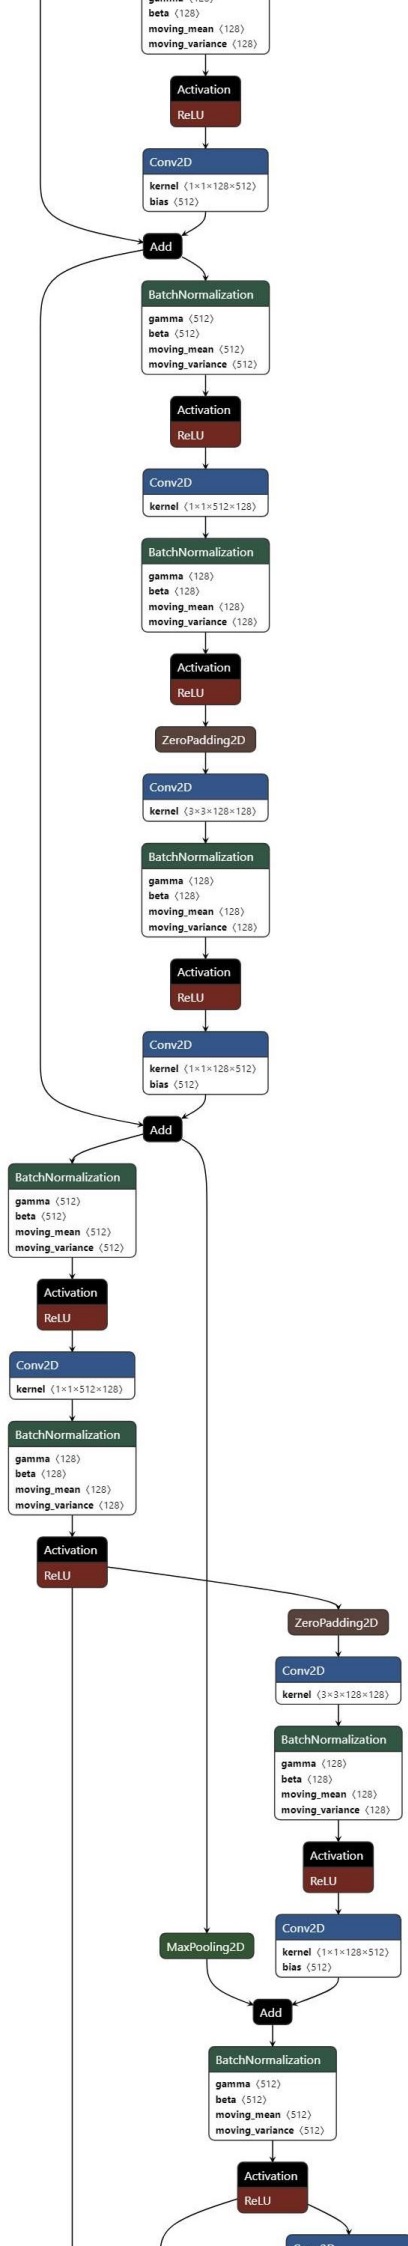 beta ⟨128⟩
moving_mean ⟨128⟩
moving_variance ⟨128⟩
Activation
ReLU
Conv2D
kernel ⟨1×1×128×512⟩
bias ⟨512⟩
Add
BatchNormalization
gamma ⟨512⟩
beta ⟨512⟩
moving_mean ⟨512⟩
moving_variance ⟨512⟩
Activation
ReLU
Conv2D
kernel ⟨1×1×512×128⟩
BatchNormalization
gamma ⟨128⟩
beta ⟨128⟩
moving_mean ⟨128⟩
moving_variance ⟨128⟩
Activation
ReLU
ZeroPadding2D
Conv2D
kernel ⟨3×3×128×128⟩
BatchNormalization
gamma ⟨128⟩
beta ⟨128⟩
moving_mean ⟨128⟩
moving_variance ⟨128⟩
Activation
ReLU
Conv2D
kernel ⟨1×1×128×512⟩
bias ⟨512⟩
Add
BatchNormalization
gamma ⟨512⟩
beta ⟨512⟩
moving_mean ⟨512⟩
moving_variance ⟨512⟩
Activation
ReLU
Conv2D
kernel ⟨1×1×512×128⟩
BatchNormalization
gamma ⟨128⟩
beta ⟨128⟩
moving_mean ⟨128⟩
moving_variance ⟨128⟩
Activation
ReLU
ZeroPadding2D
Conv2D
kernel ⟨3×3×128×128⟩
BatchNormalization
gamma ⟨128⟩
beta ⟨128⟩
moving_mean ⟨128⟩
moving_variance ⟨128⟩
Activation
ReLU
Conv2D
kernel ⟨1×1×128×512⟩
bias ⟨512⟩
MaxPooling2D
Add
BatchNormalization
gamma ⟨512⟩
beta ⟨512⟩
moving_mean ⟨512⟩
moving_variance ⟨512⟩
Activation
ReLU